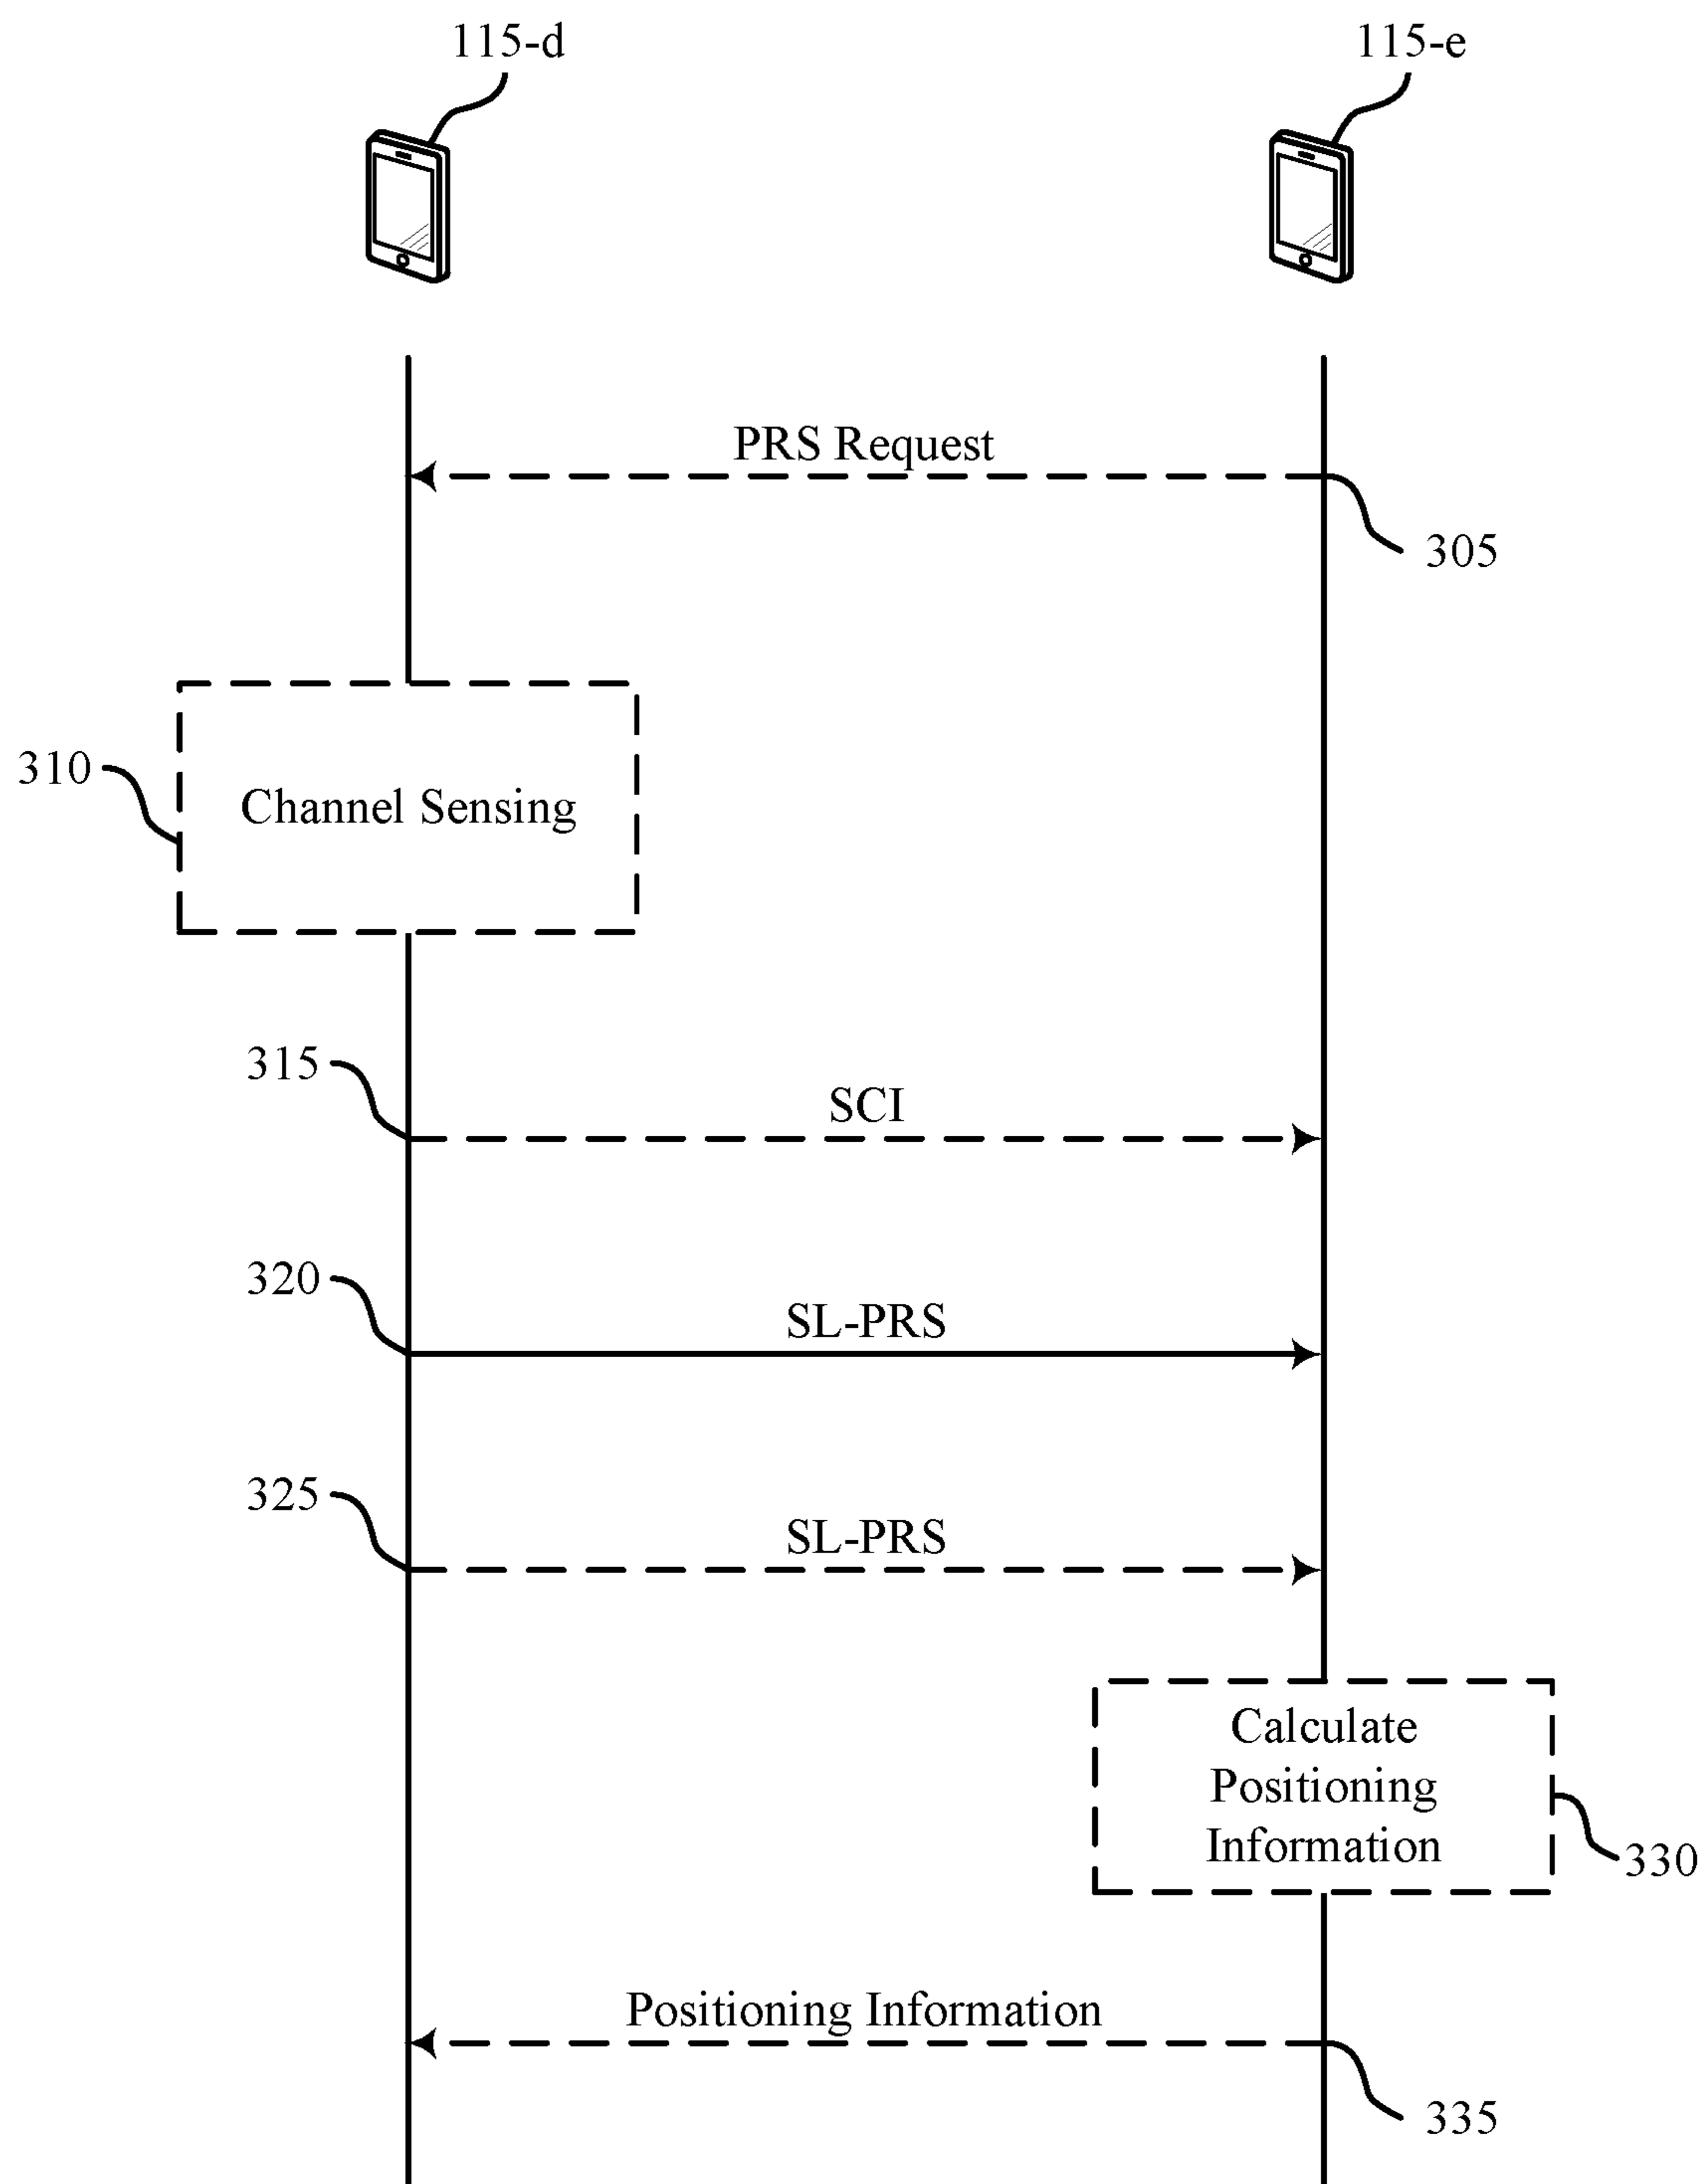 115-d
115-e
PRS Request
305
310
Channel Sensing
315
SCI
320
SL-PRS
325
SL-PRS
Calculate
Positioning
Information
330
Positioning Information
335